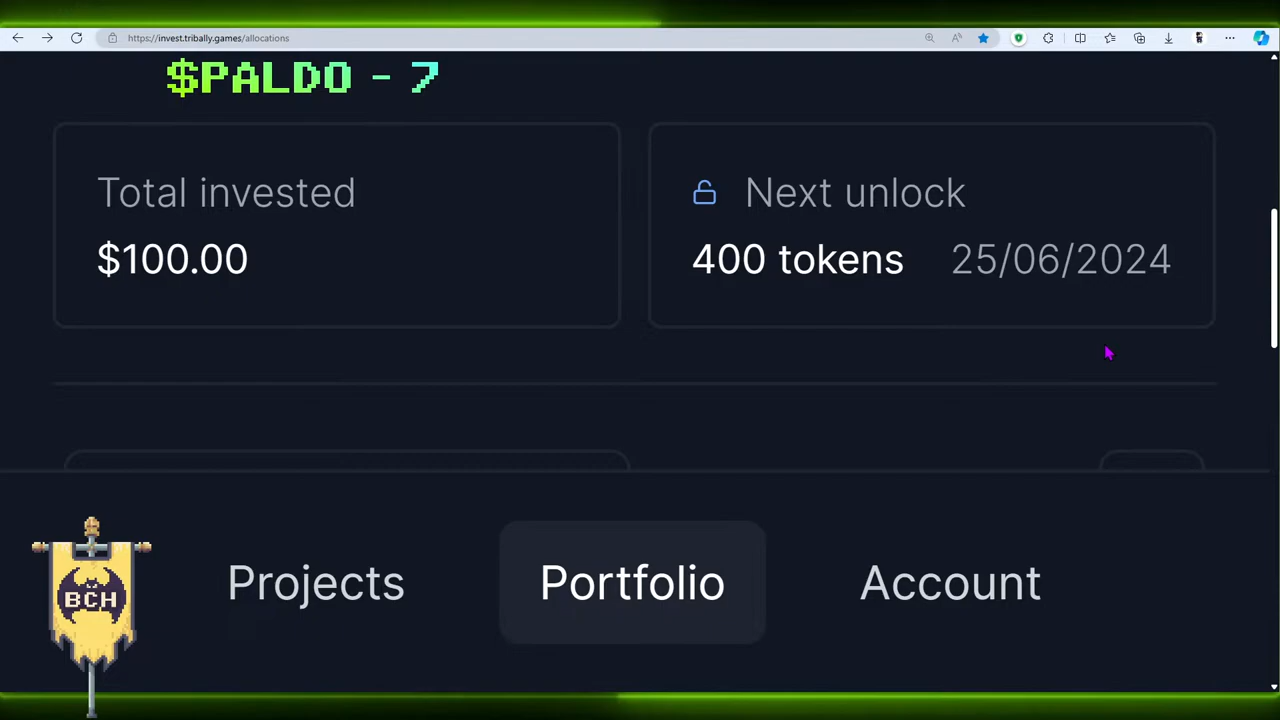 https://invest.tribally.games/allocations
$PALDO - 7
Total invested
$100.00
Next unlock
400 tokens 25/06/2024
BCH
Projects
Portfolio
Account